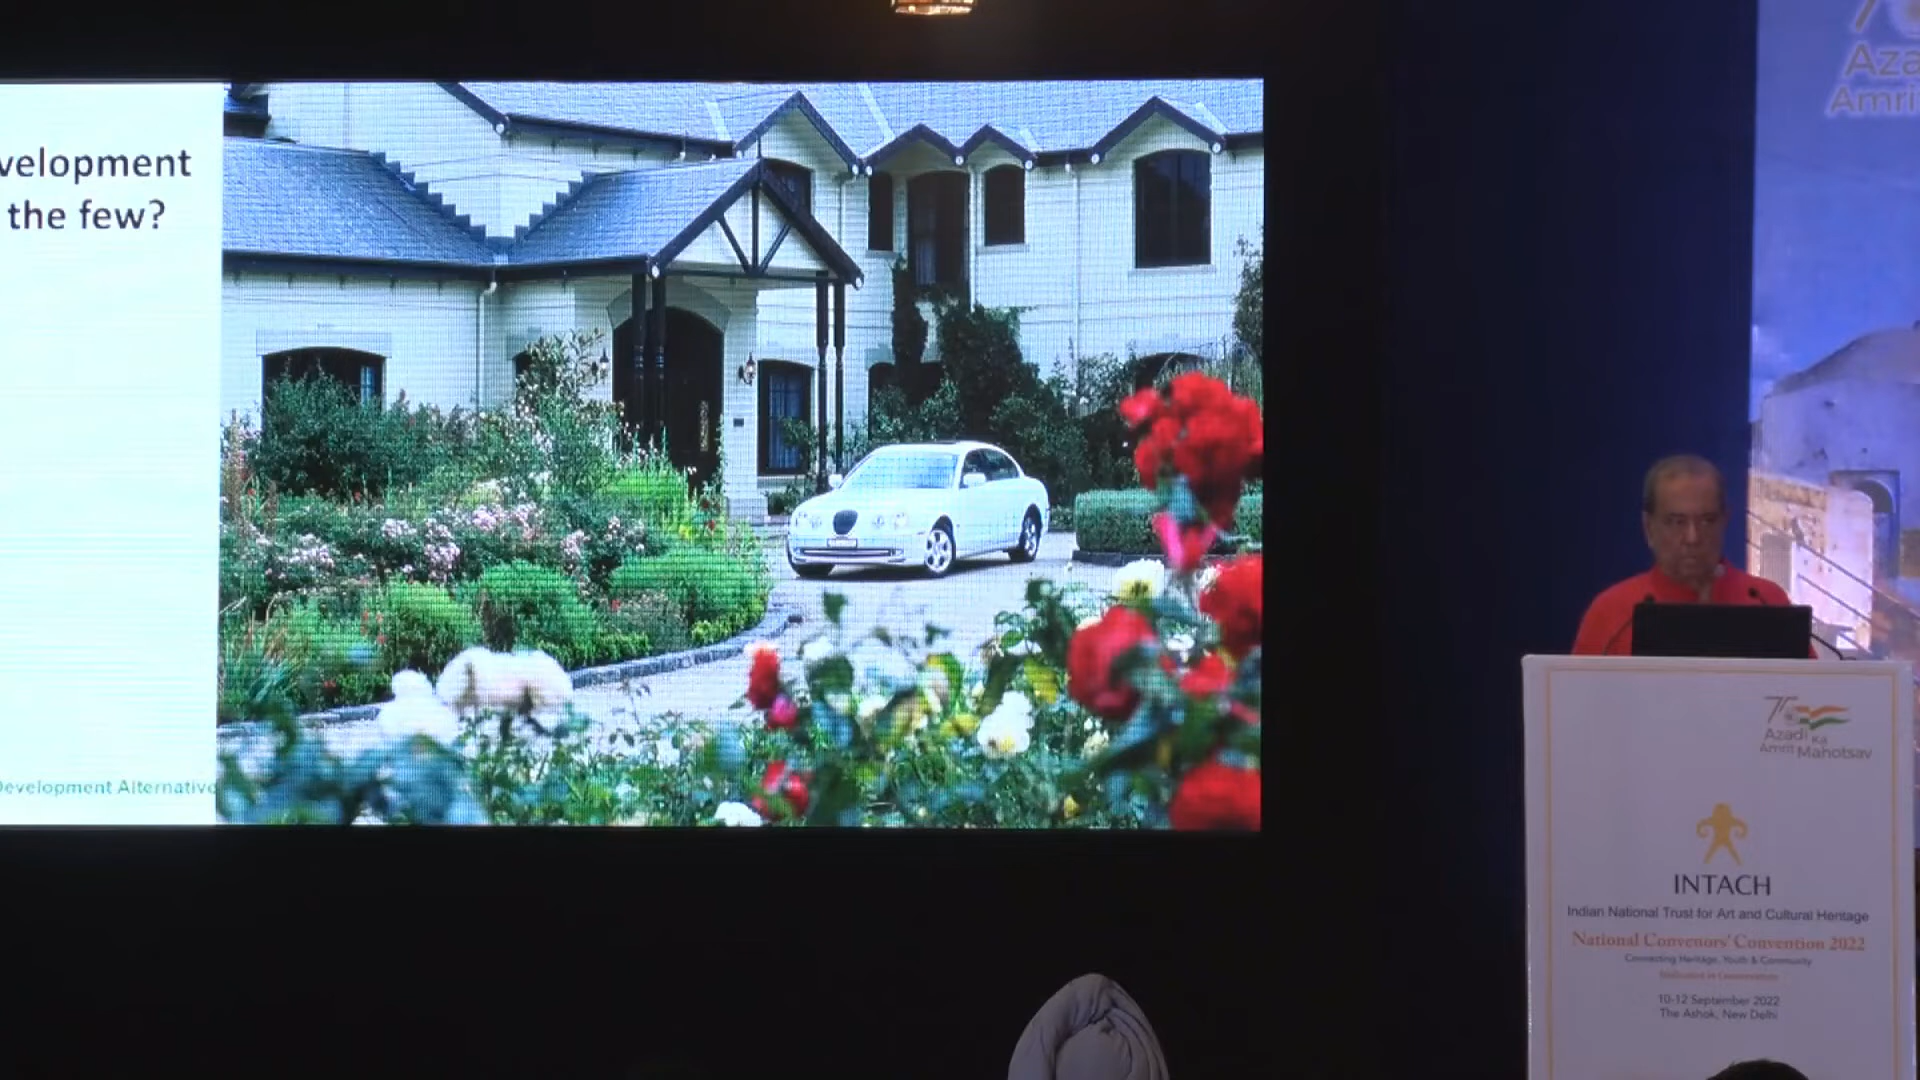 velopment
the few?
Development Alternative
75
Azadi Ka
Amrit Mahotsav
INTACH
Indian National Trust for Art and Cultural Heritage
National Convenors' Convention 2022
Connecting Heritage, Youth & Community
10-12 September 2022
The Ashok, New Delhi
7
Aza
Amri